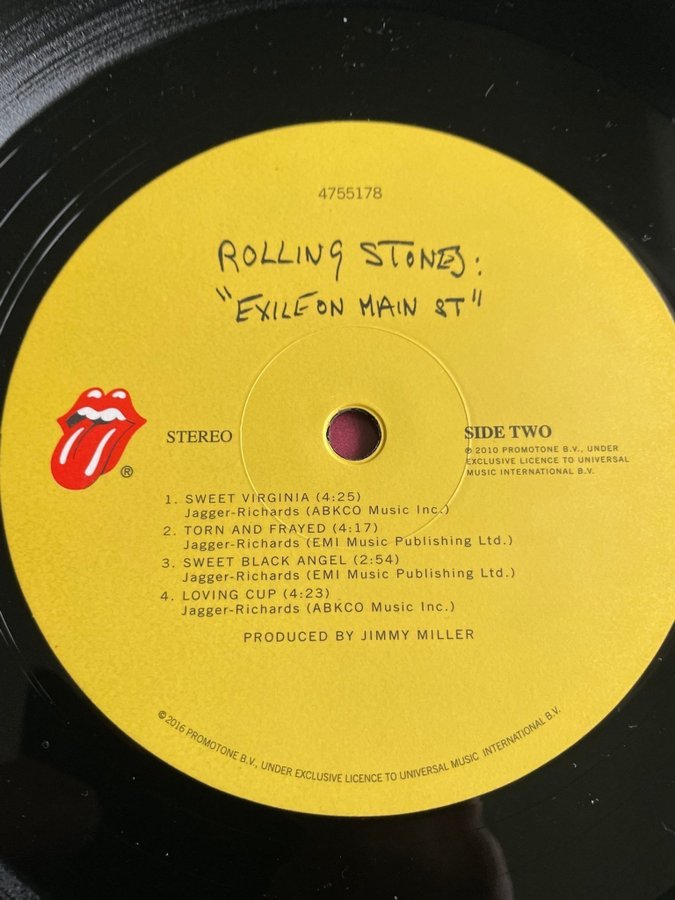 4755178
ROLLING STONES:
"EXILE ON MAIN ST"
®
STEREO
SIDE TWO
℗ 2010 PROMOTONE B.V., UNDER
EXCLUSIVE LICENCE TO UNIVERSAL
MUSIC INTERNATIONAL B.V.
1. SWEET VIRGINIA (4:25)
Jagger-Richards (ABKCO Music Inc.)
2. TORN AND FRAYED (4:17)
Jagger-Richards (EMI Music Publishing Ltd.)
3. SWEET BLACK ANGEL (2:54)
Jagger-Richards (EMI Music Publishing Ltd.)
4. LOVING CUP (4:23)
Jagger-Richards (ABKCO Music Inc.)
PRODUCED BY JIMMY MILLER
©2016 PROMOTONE B.V., UNDER EXCLUSIVE LICENCE TO UNIVERSAL MUSIC INTERNATIONAL B.V.